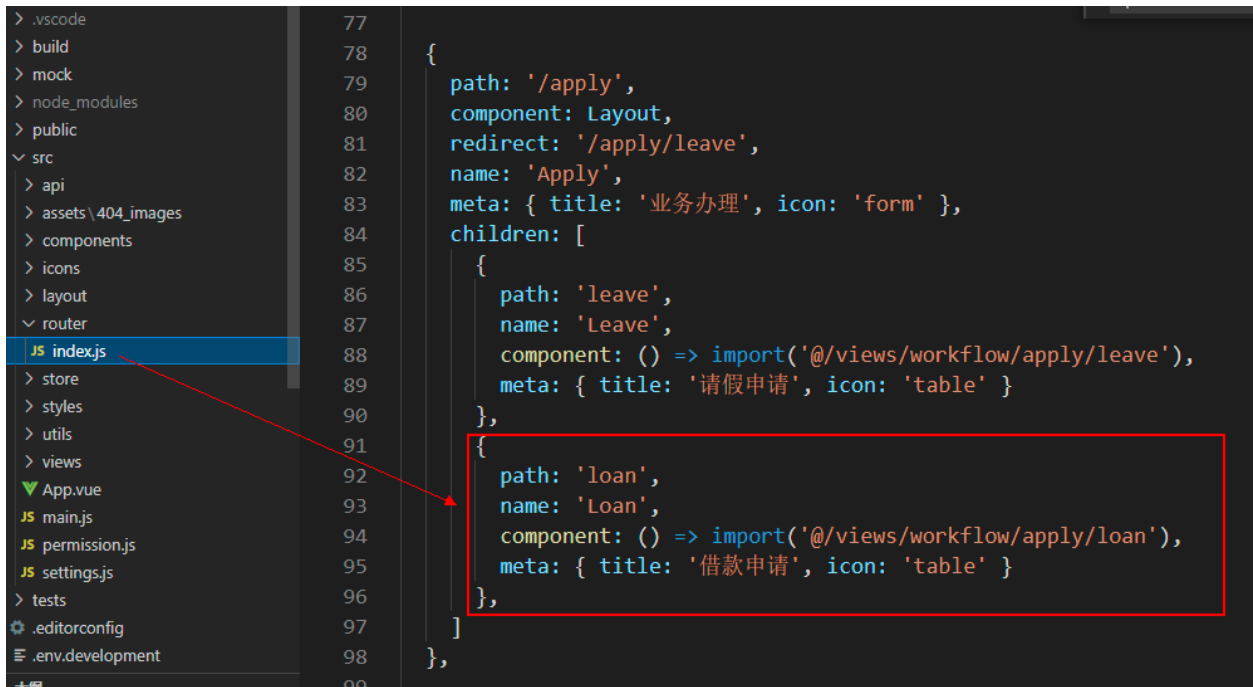 .vscode
build
mock
node_modules
public
src
api
assets\404_images
components
icons
layout
router
JS index.js
store
styles
utils
views
App.vue
JS main.js
JS permission.js
JS settings.js
tests
.editorconfig
.env.development
77
78 {
79 path: '/apply',
80 component: Layout,
81 redirect: '/apply/leave',
82 name: 'Apply',
83 meta: { title: '业务办理', icon: 'form' },
84 children: [
85 {
86 path: 'leave',
87 name: 'Leave',
88 component: () => import('@/views/workflow/apply/leave'),
89 meta: { title: '请假申请', icon: 'table' }
90 },
91 {
92 path: 'loan',
93 name: 'Loan',
94 component: () => import('@/views/workflow/apply/loan'),
95 meta: { title: '借款申请', icon: 'table' }
96 },
97 ]
98 },